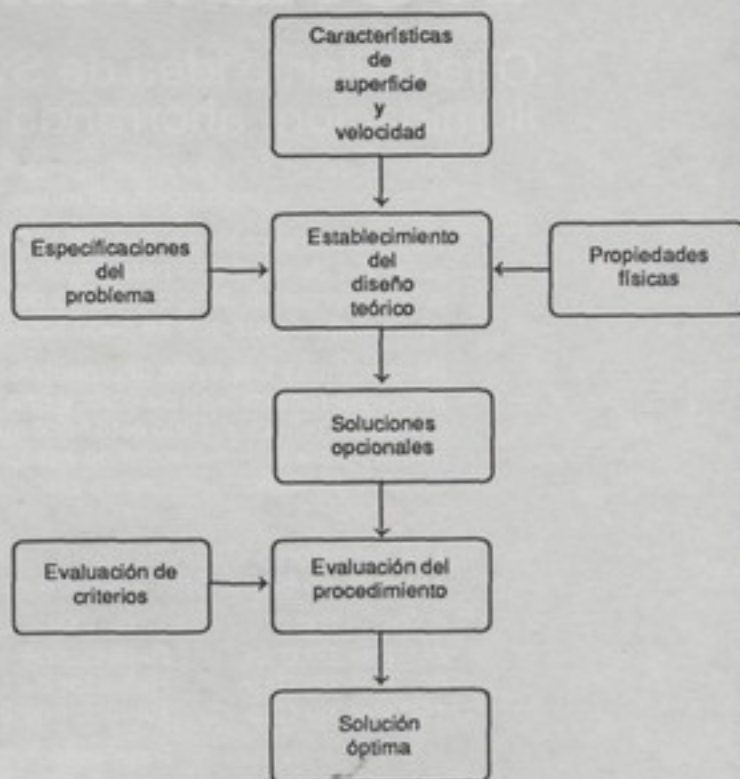 Características
de
superficie
y
velocidad
Especificaciones
del
problema
Establecimiento
del
diseño
teórico
Propiedades
físicas
Soluciones
opcionales
Evaluación de
criterios
Evaluación del
procedimiento
Solución
óptima